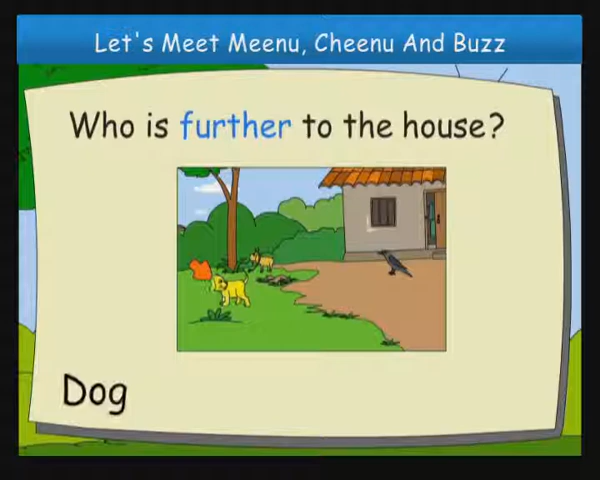 Let's Meet Meenu, Cheenu And Buzz
Who is further to the house?
Dog